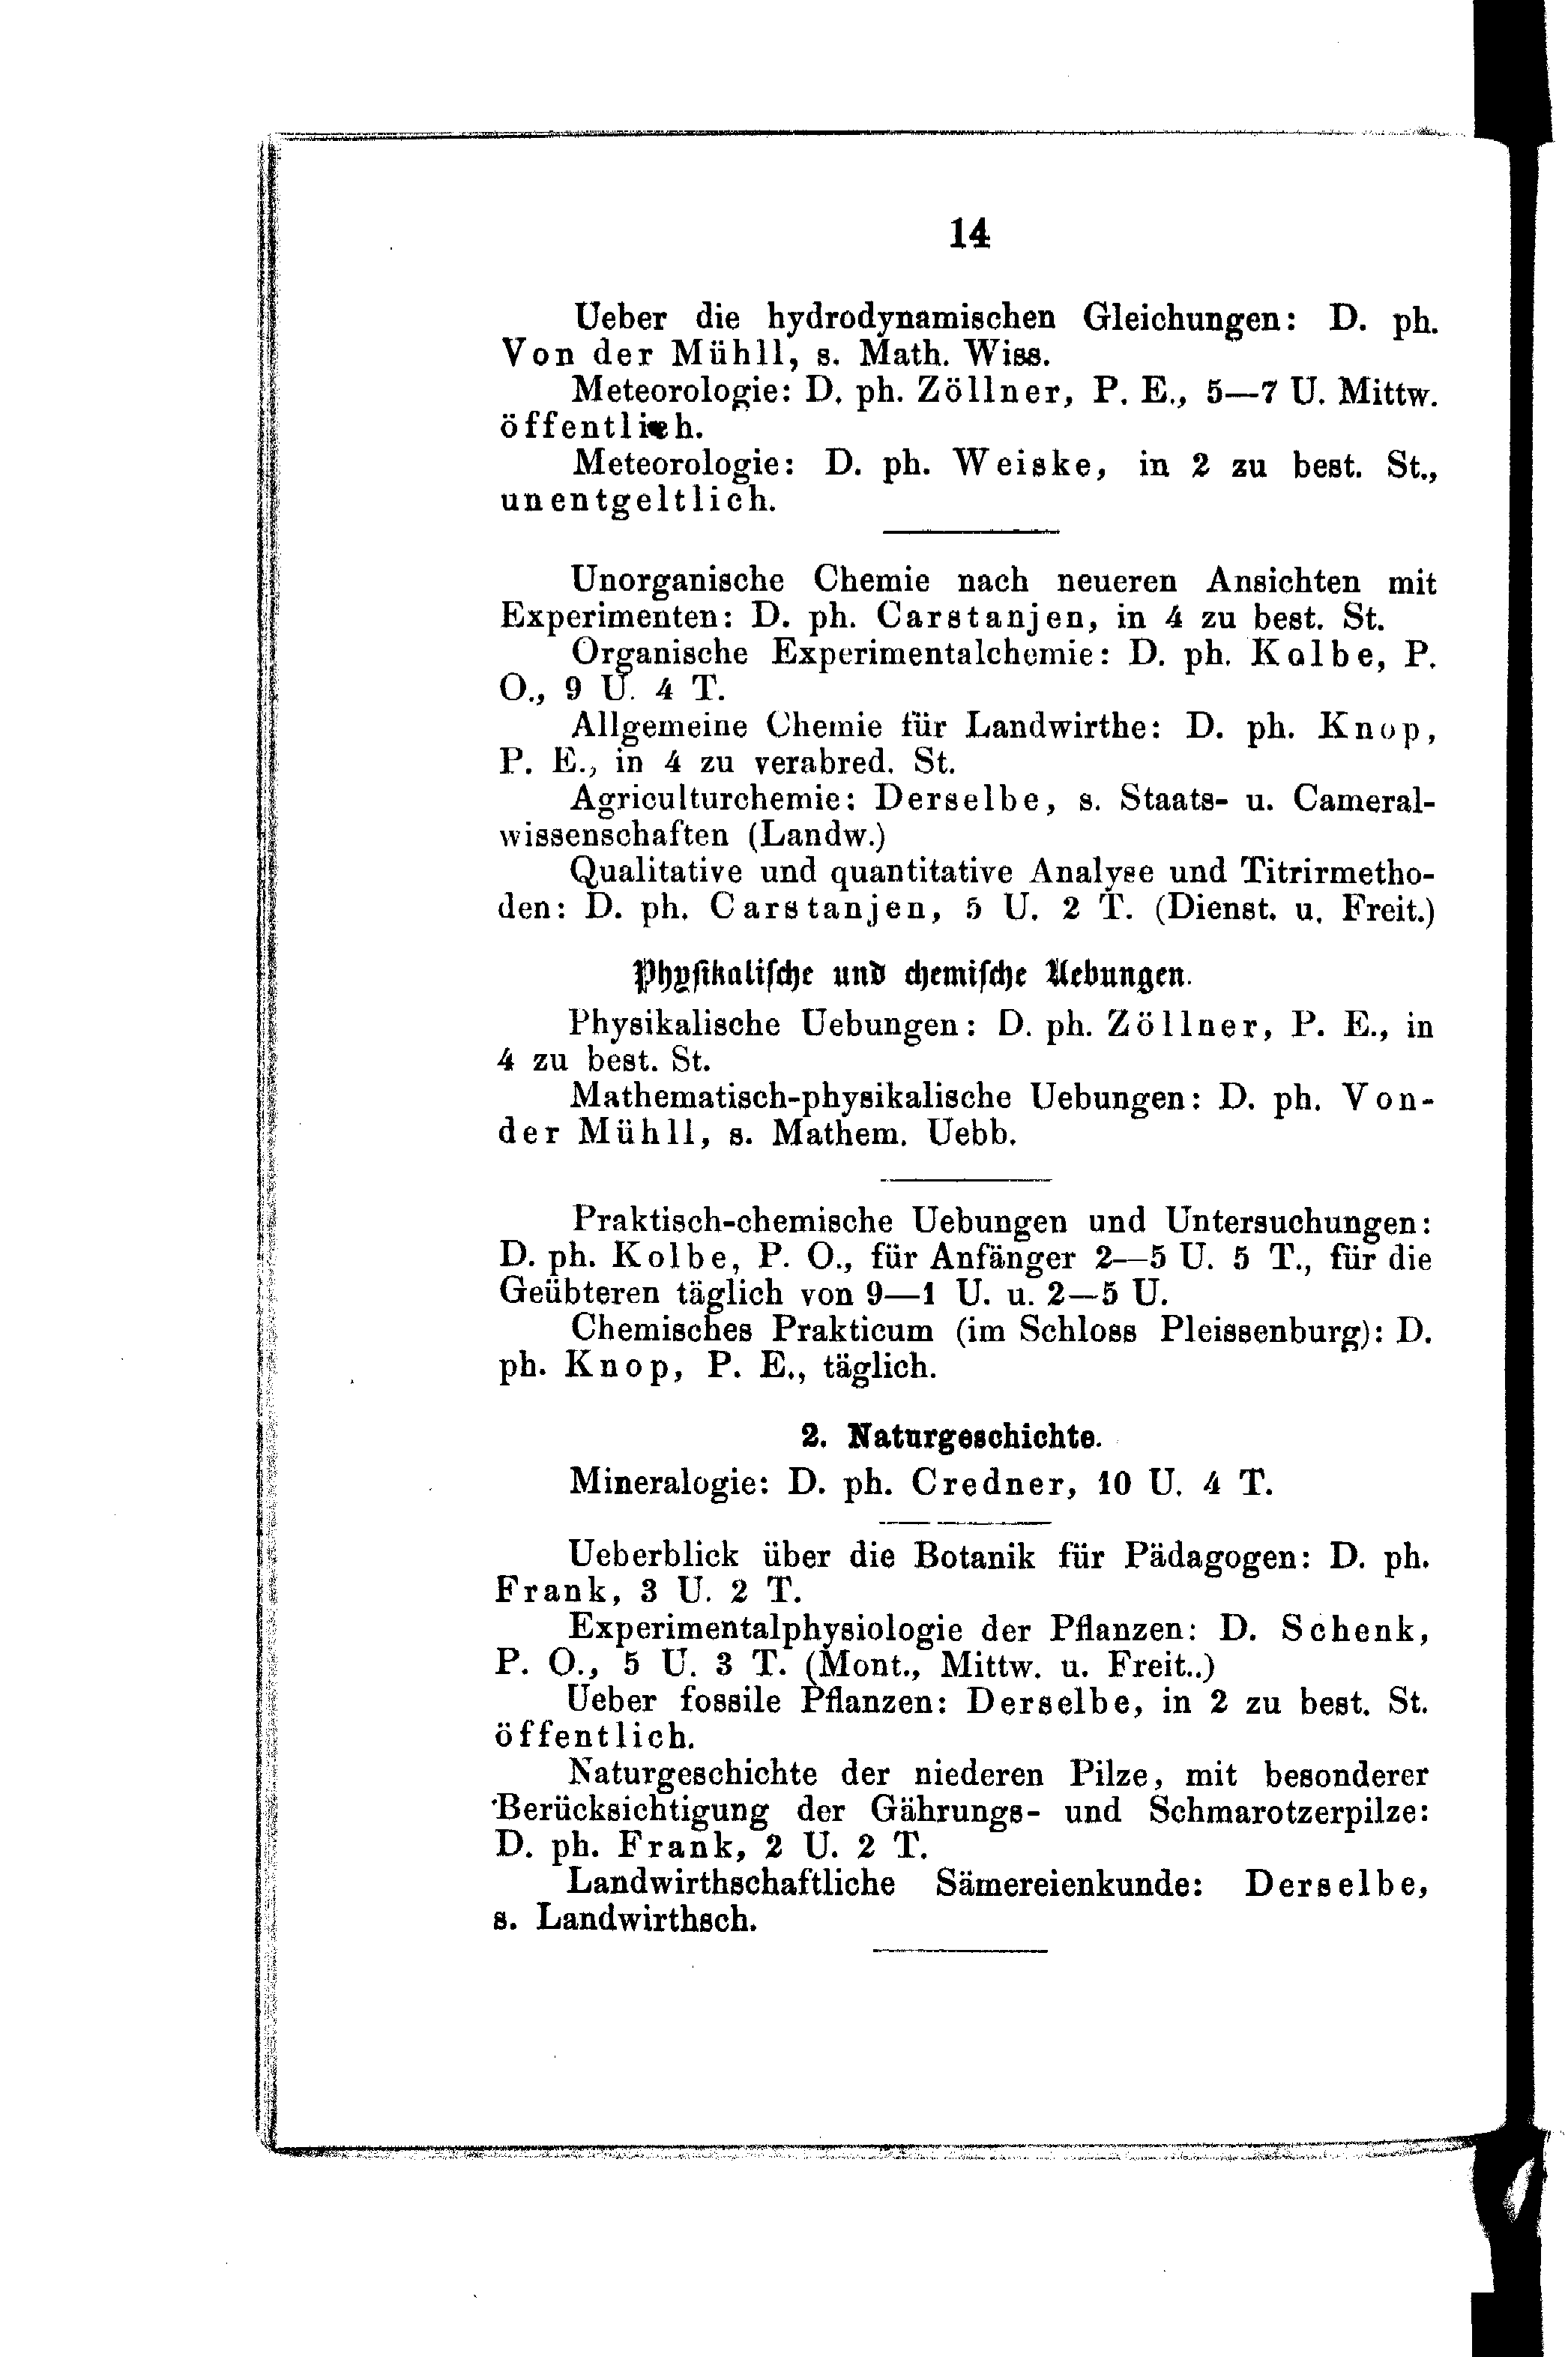 14
Ueber die hydrodynamischen Gleichungen: D. ph.
Von der Mühll, s. Math. Wiss.
Meteorologie: D. ph. Zöllner, P. E., 5—7 U. Mittw.
öffentlich.
Meteorologie: D. ph. Weiske, in 2 zu best. St.,
unentgeltlich.
Unorganische Chemie nach neueren Ansichten mit
Experimenten: D. ph. Carstanjen, in 4 zu best. St.
Organische Experimentalchemie: D. ph. Kolbe, P.
O., 9 U. 4 T.
Allgemeine Chemie für Landwirthe: D. ph. Knop,
P. E., in 4 zu verabred. St.
Agriculturchemie: Derselbe, s. Staats- u. Cameral-
wissenschaften (Landw.)
Qualitative und quantitative Analyse und Titrirmetho-
den: D. ph. Carstanjen, 5 U. 2 T. (Dienst. u. Freit.)
Physikalische und chemische Uebungen.
Physikalische Uebungen: D. ph. Zöllner, P. E., in
4 zu best. St.
Mathematisch-physikalische Uebungen: D. ph. Von-
der Mühll, s. Mathem. Uebb.
Praktisch-chemische Uebungen und Untersuchungen:
D. ph. Kolbe, P. O., für Anfänger 2—5 U. 5 T., für die
Geübteren täglich von 9—1 U. u. 2—5 U.
Chemisches Prakticum (im Schloss Pleissenburg): D.
ph. Knop, P. E., täglich.
2. Naturgeschichte.
Mineralogie: D. ph. Credner, 10 U. 4 T.
Ueberblick über die Botanik für Pädagogen: D. ph.
Frank, 3 U. 2 T.
Experimentalphysiologie der Pflanzen: D. Schenk,
P. O., 5 U. 3 T. (Mont., Mittw. u. Freit..)
Ueber fossile Pflanzen: Derselbe, in 2 zu best. St.
öffentlich.
Naturgeschichte der niederen Pilze, mit besonderer
Berücksichtigung der Gährungs- und Schmarotzerpilze:
D. ph. Frank, 2 U. 2 T.
Landwirthschaftliche Sämereienkunde: Derselbe,
s. Landwirthsch.